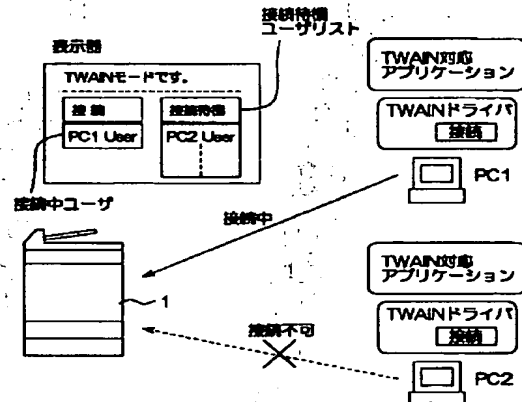 接続待機
ユーザリスト
表示器
TWAINモードです。
接続
接続待機
PC1 User
PC2 User
接続中ユーザ
接続中
1
接続不可
TWAIN対応
アプリケーション
TWAINドライバ
接続
PC1
TWAIN対応
アプリケーション
TWAINドライバ
接続
PC2